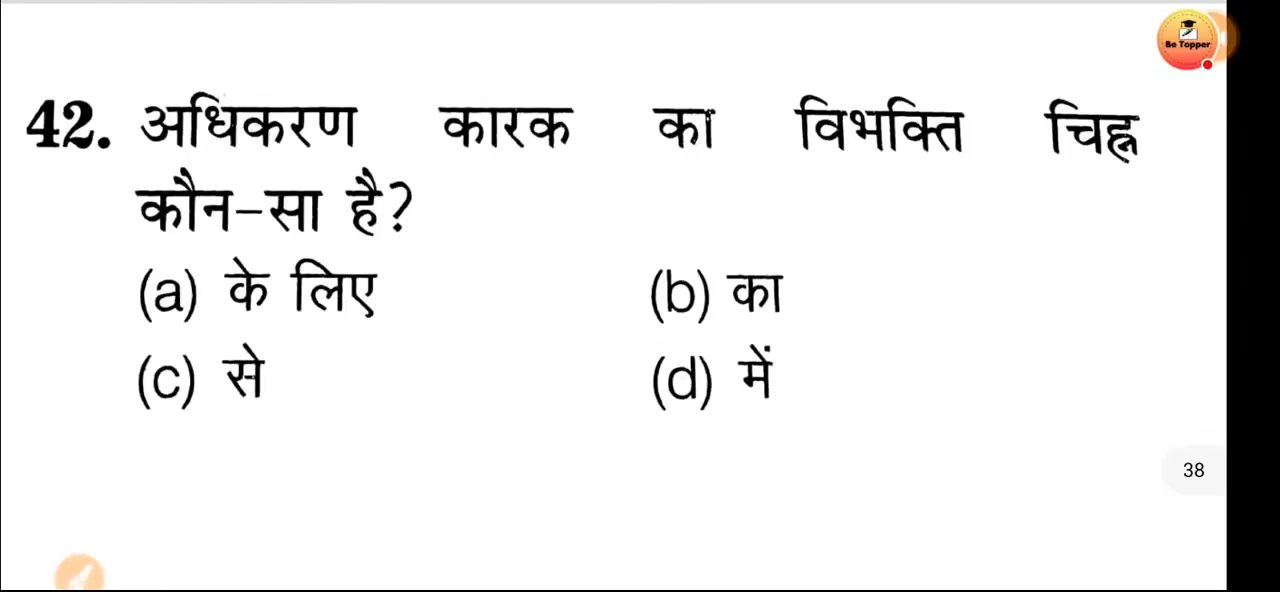 Be Topper
42. अधिकरण कारक का विभक्ति चिह्न
कौन-सा है?
(a) के लिए (b) का
(c) से (d) में
38